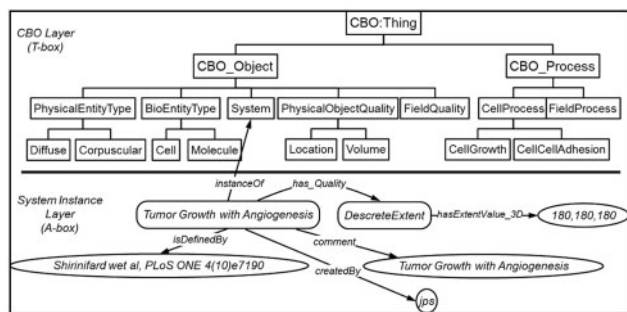 CBO Layer
(T-box)
CBO:Thing
CBO_Object
CBO_Process
PhysicalEntityType
BioEntityType
System
PhysicalObjectQuality
FieldQuality
CellProcess
FieldProcess
Diffuse
Corpuscular
Cell
Molecule
Location
Volume
CellGrowth
CellCellAdhesion
instanceOf
has_Quality
System Instance
Layer
(A-box)
Tumor Growth with Angiogenesis
DescreteExtent
hasExtentValue_3D
180,180,180
isDefinedBy
comment
createdBy
Shirinifard wet al, PLoS ONE 4(10)e7190
Tumor Growth with Angiogenesis
jps